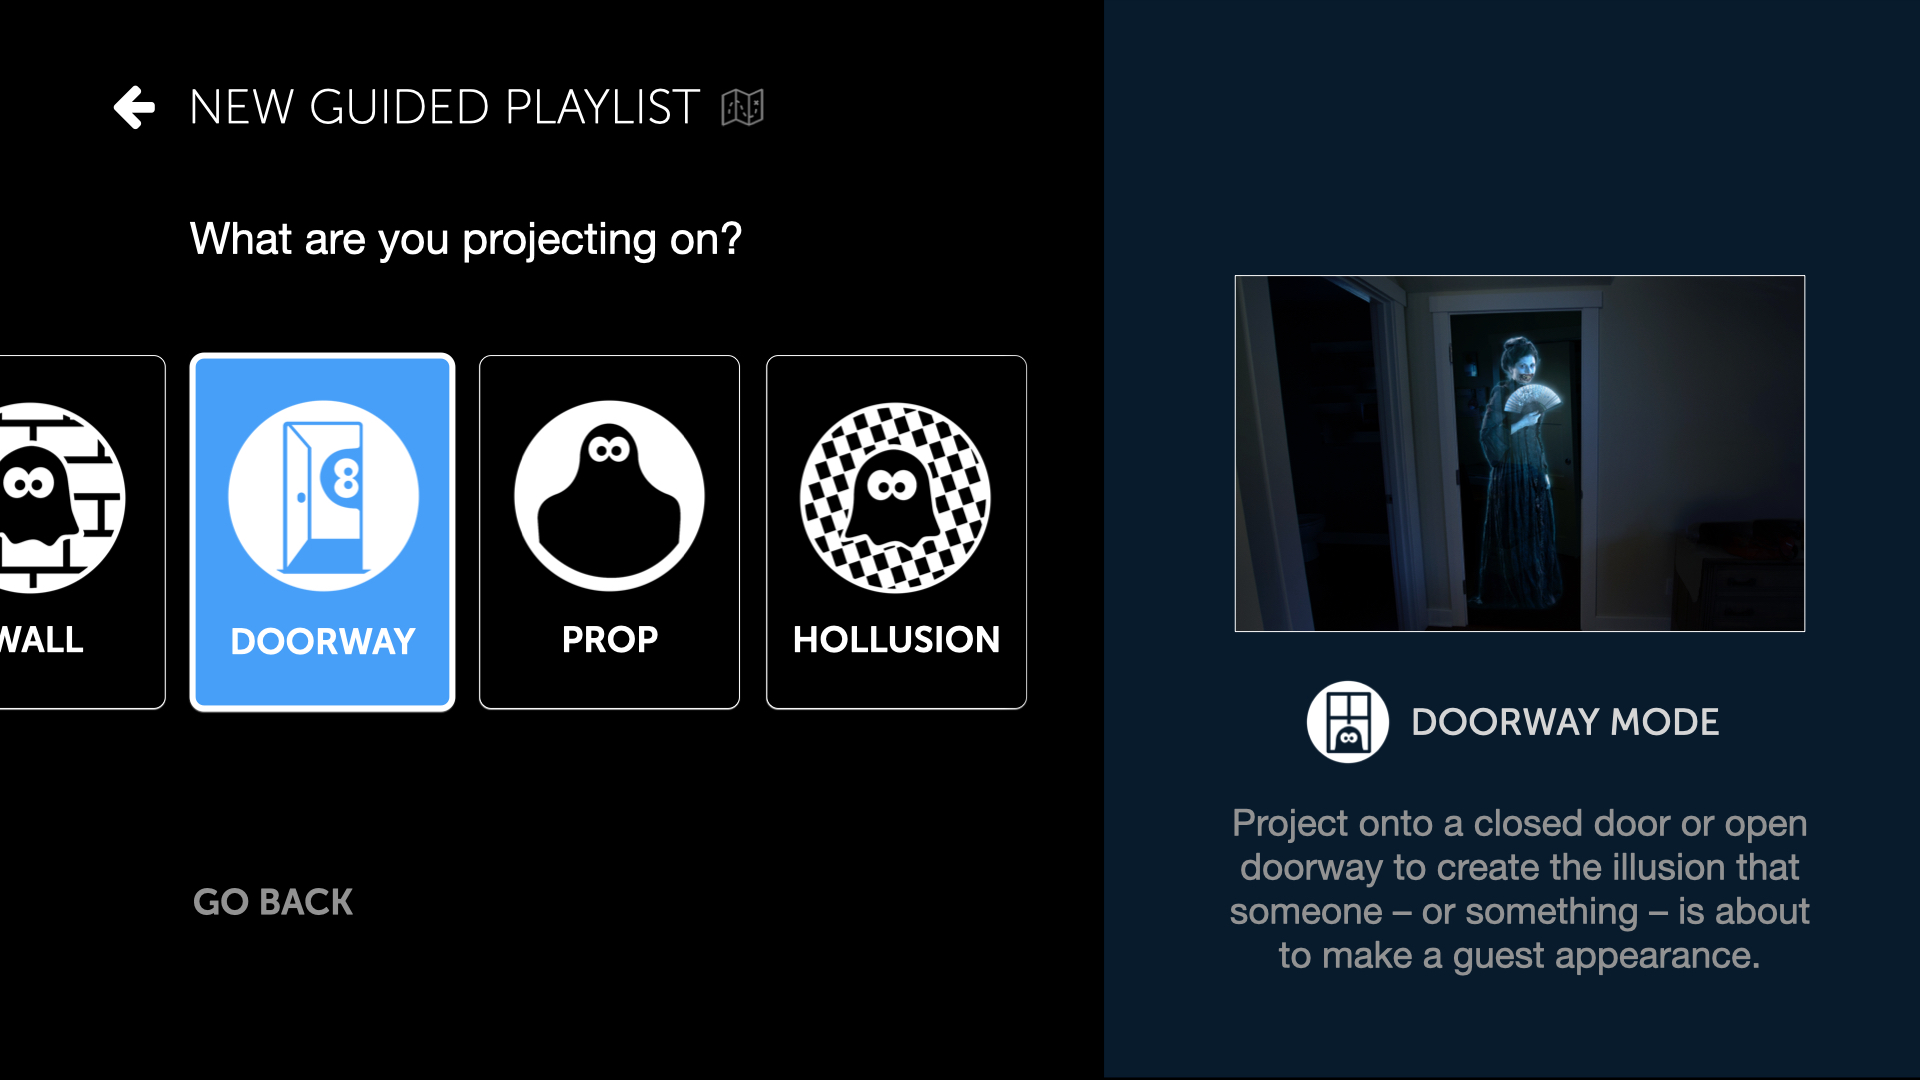 NEW GUIDED PLAYLIST
What are you projecting on?
WALL
DOORWAY
PROP
HOLLUSION
GO BACK
DOORWAY MODE
Project onto a closed door or open
doorway to create the illusion that
someone – or something – is about
to make a guest appearance.